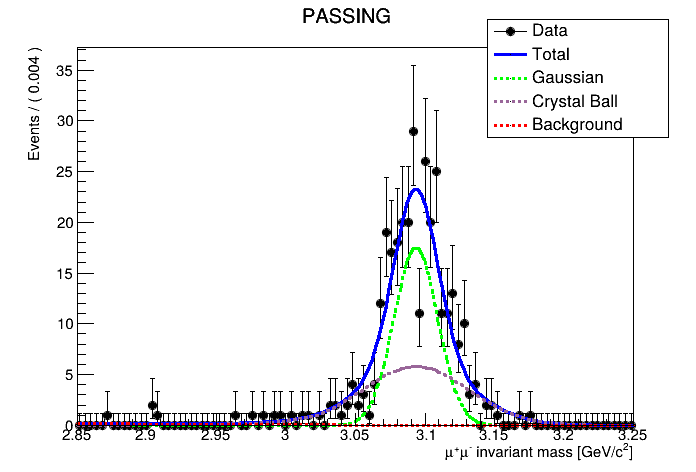 PASSING
Data
Total
Gaussian
Crystal Ball
Background
Events / ( 0.004 )
35
30
25
20
15
10
5
0
2.85 2.9 2.95 3 3.05 3.1 3.15 3.2 3.25
μ⁺μ⁻ invariant mass [GeV/c²]